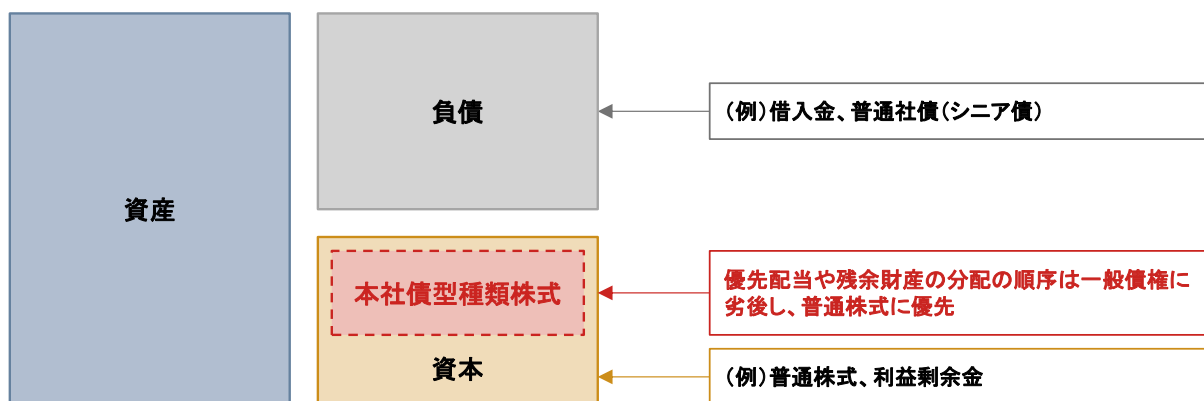 資産
負債
(例)借入金、普通社債(シニア債)
本社債型種類株式
優先配当や残余財産の分配の順序は一般債権に
劣後し、普通株式に優先
資本
(例)普通株式、利益剰余金